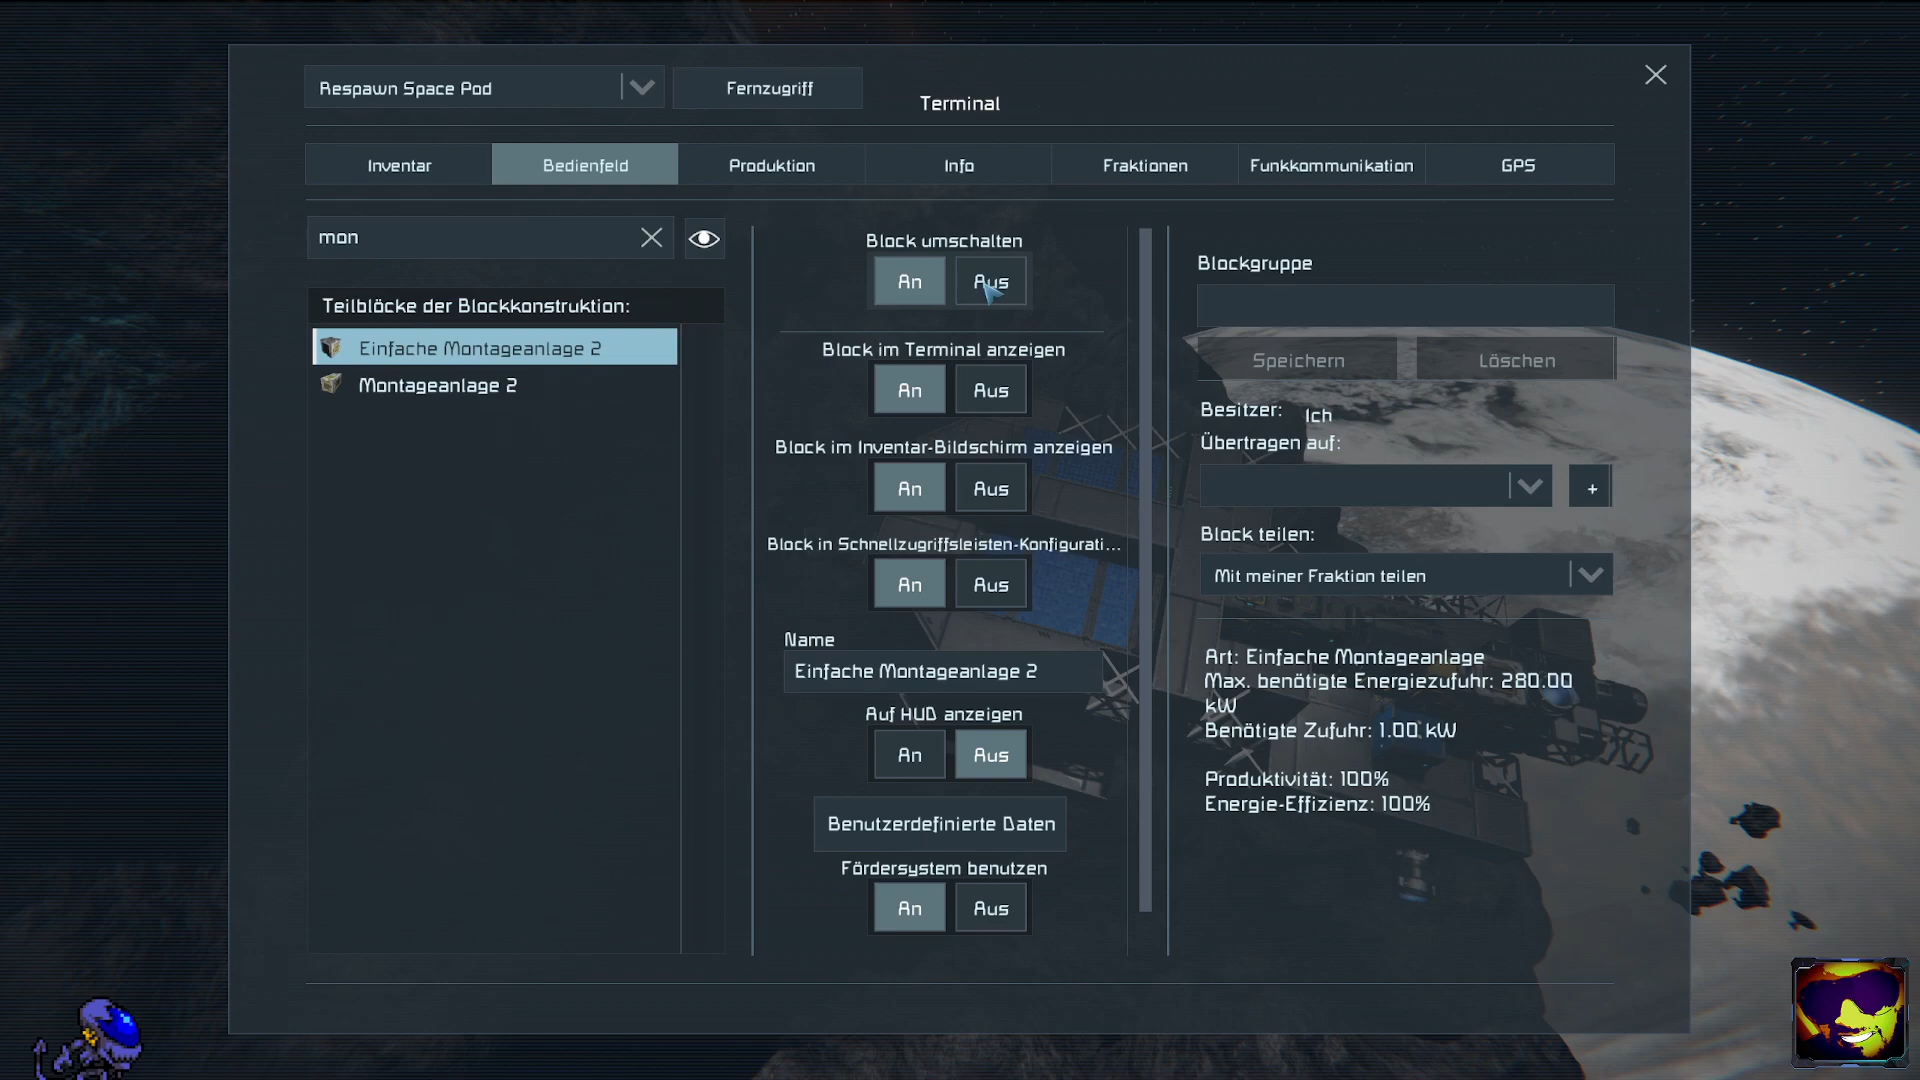 Respawn Space Pod
Fernzugriff
Terminal
Inventar
Bedienfeld
Produktion
Info
Fraktionen
Funkkommunikation
GPS
mon
Teilblöcke der Blockkonstruktion:
Einfache Montageanlage 2
Montageanlage 2
Block umschalten
An
Aus
Block im Terminal anzeigen
An
Aus
Block im Inventar-Bildschirm anzeigen
An
Aus
Block in Schnellzugriffsleisten-Konfigurati...
An
Aus
Name
Einfache Montageanlage 2
Auf HUD anzeigen
An
Aus
Benutzerdefinierte Daten
Fördersystem benutzen
An
Aus
Blockgruppe
Speichern
Löschen
Besitzer: Ich
Übertragen auf:
+
Block teilen:
Mit meiner Fraktion teilen
Art: Einfache Montageanlage
Max. benötigte Energiezufuhr: 280.00
kW
Benötigte Zufuhr: 1.00 kW
Produktivität: 100%
Energie-Effizienz: 100%